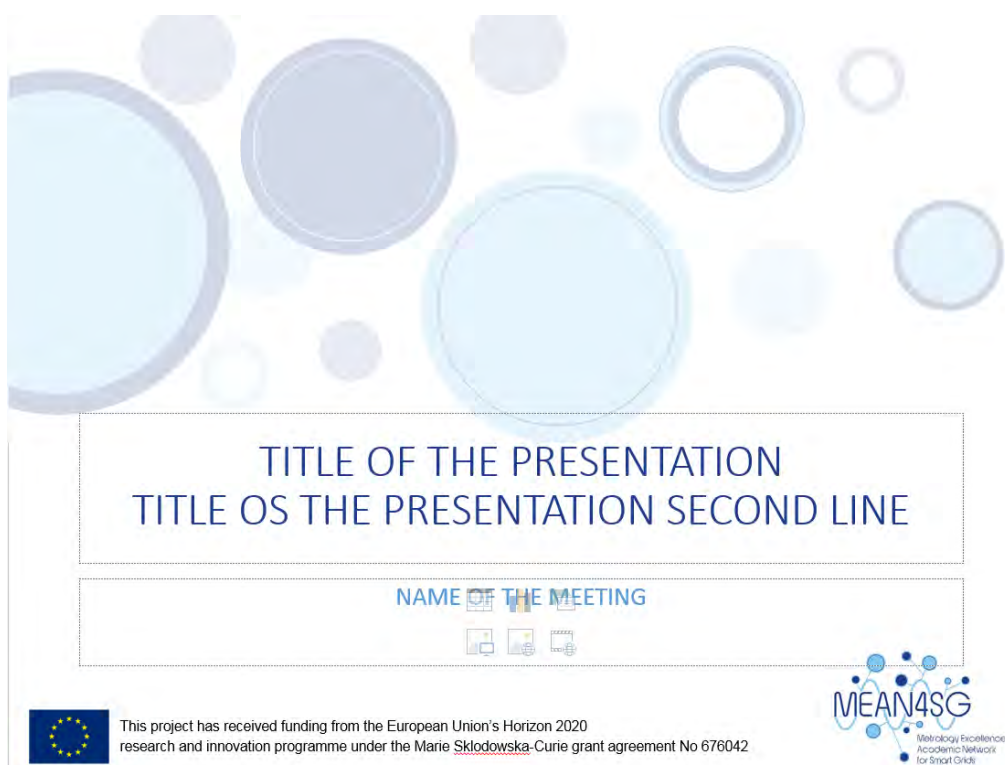 TITLE OF THE PRESENTATION
TITLE OS THE PRESENTATION SECOND LINE
NAME OF THE MEETING
This project has received funding from the European Union’s Horizon 2020
research and innovation programme under the Marie Sklodowska-Curie grant agreement No 676042
MEAN4SG
Metrology Excellence
Academic Network
for Smart Grids